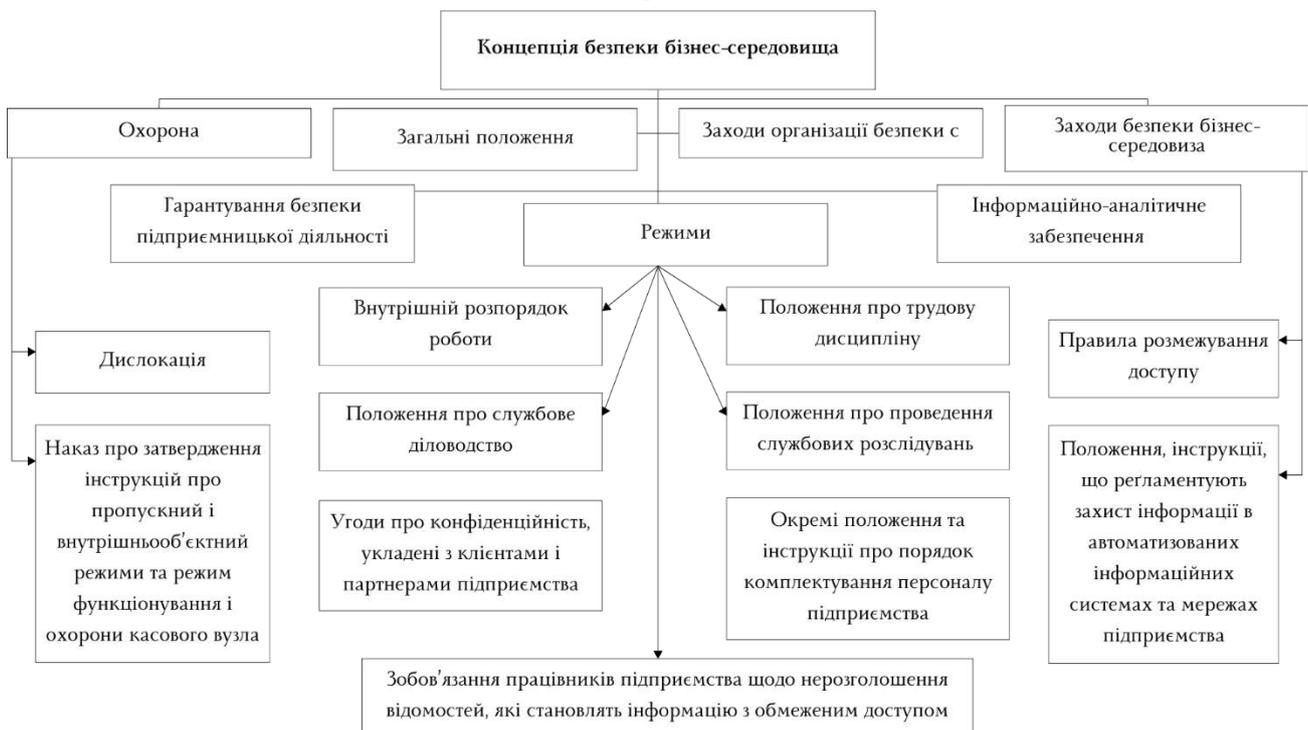 Концепція безпеки бізнес-середовища
Охорона
Загальні положення
Заходи організації безпеки с
Заходи безпеки бізнес-
середовиза
Гарантування безпеки
підприємницької діяльності
Режими
Інформаційно-аналітичне
забезпечення
Внутрішній розпорядок
роботи
Положення про трудову
дисципліну
Дислокація
Правила розмежування
доступу
Положення про службове
діловодство
Положення про проведення
службових розслідувань
Наказ про затвердження
інструкцій про
пропускний і
внутрішньооб’єктний
режими та режим
функціонування і
охорони касового вузла
Угоди про конфіденційність,
укладені з клієнтами і
партнерами підприємства
Окремі положення та
інструкції про порядок
комплектування персоналу
підприємства
Положення, інструкції,
що реґламентують
захист інформації в
автоматизованих
інформаційних
системах та мережах
підприємства
Зобов’язання працівників підприємства щодо нерозголошення
відомостей, які становлять інформацію з обмеженим доступом